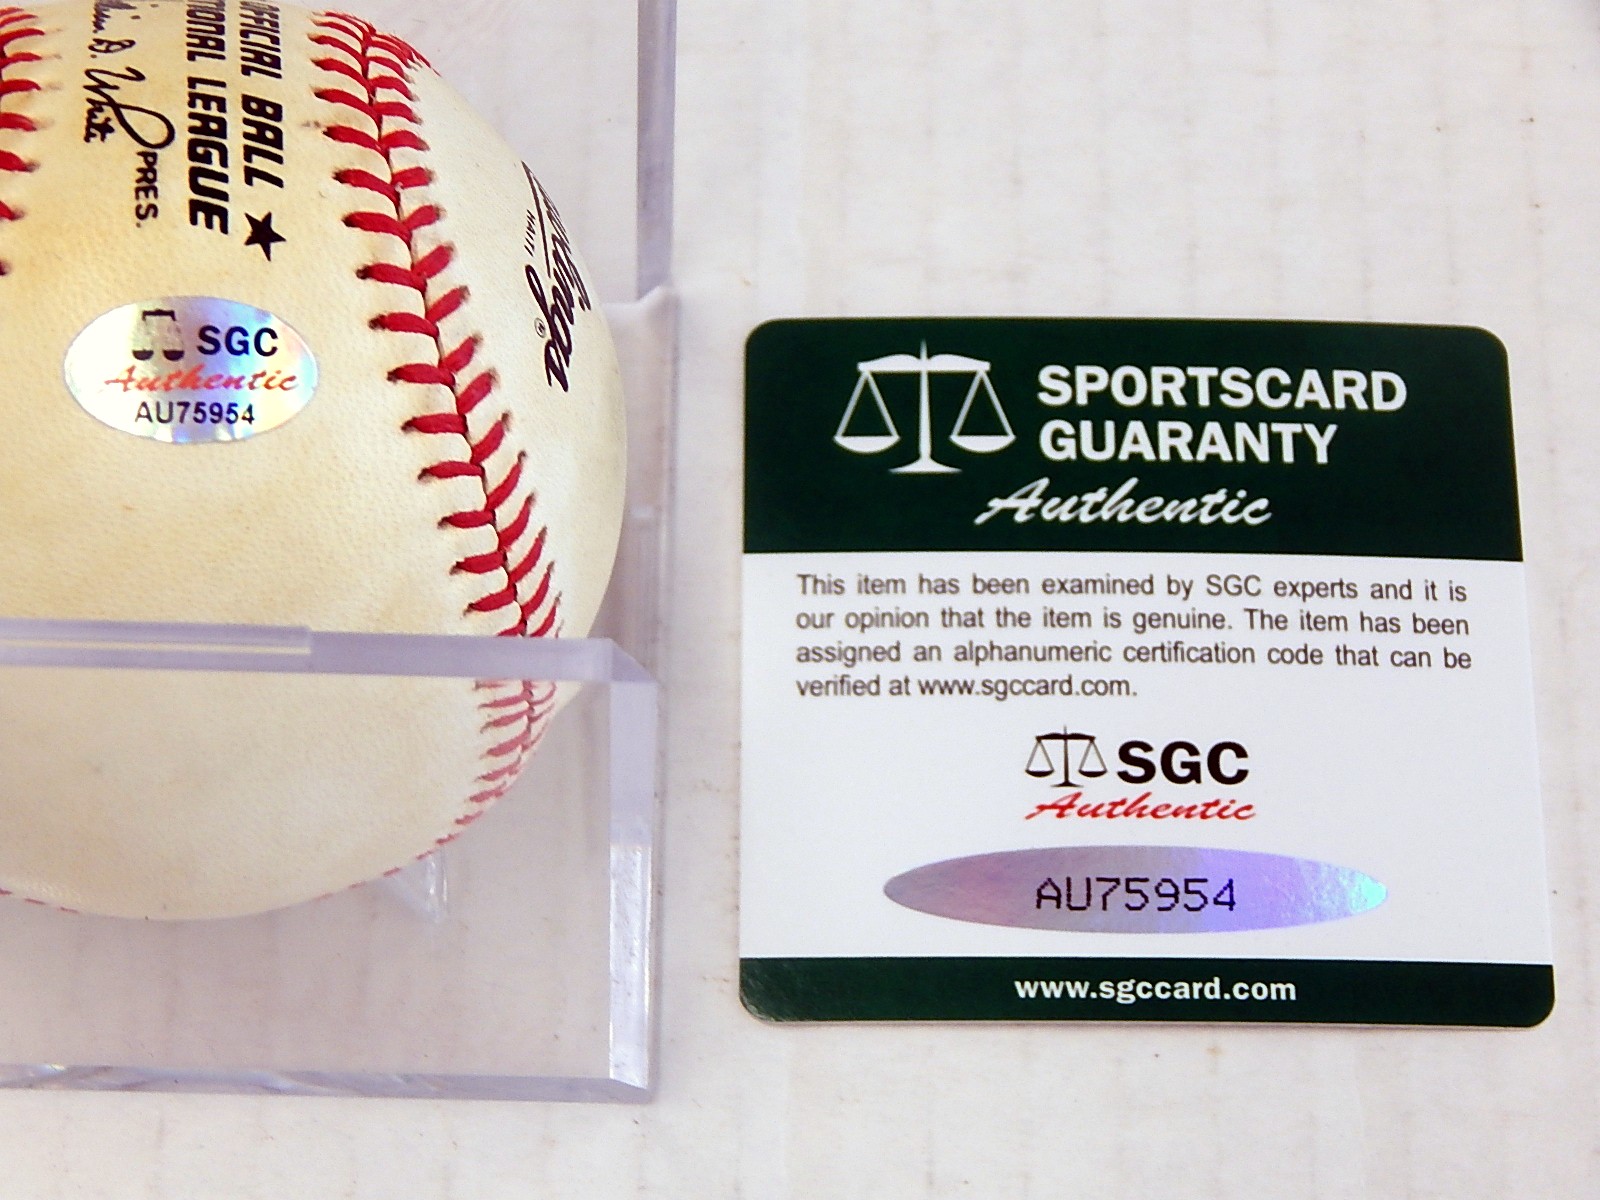 OFFICIAL BALL
LEAGUE
White
PRES.
HAITI
SGC
Authentic
AU75954
SPORTSCARD
GUARANTY
Authentic
This item has been examined by SGC experts and it is
our opinion that the item is genuine. The item has been
assigned an alphanumeric certification code that can be
verified at www.sgccard.com.
SGC
Authentic
AU75954
www.sgccard.com